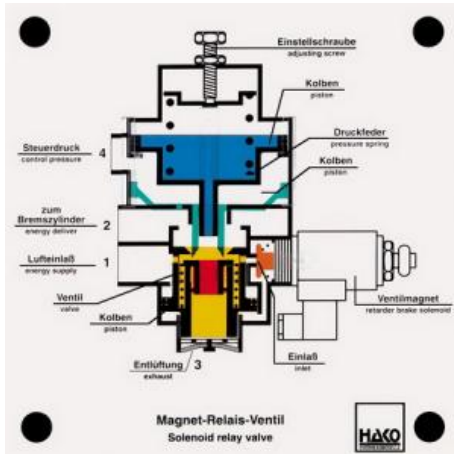 Einstellschraube
adjusting screw
Kolben
piston
Druckfeder
pressure spring
Kolben
piston
Steuerdruck 4
control pressure
zum
Bremszylinder 2
energy deliver
Lufteinlaß 1
energy supply
Ventil
valve
Kolben
piston
Entlüftung 3
exhaust
Einlaß
inlet
Ventilmagnet
retarder brake solenoid
Magnet-Relais-Ventil
Solenoid relay valve
HAKO